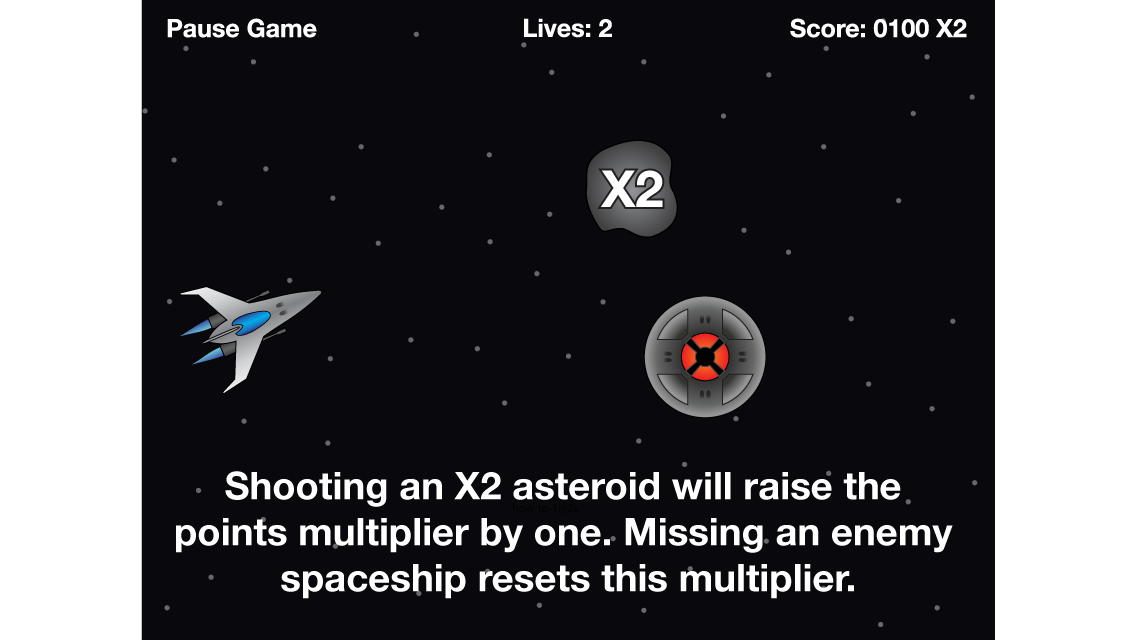 Pause Game
Lives: 2
Score: 0100 X2
X2
Shooting an X2 asteroid will raise the
points multiplier by one. Missing an enemy
spaceship resets this multiplier.